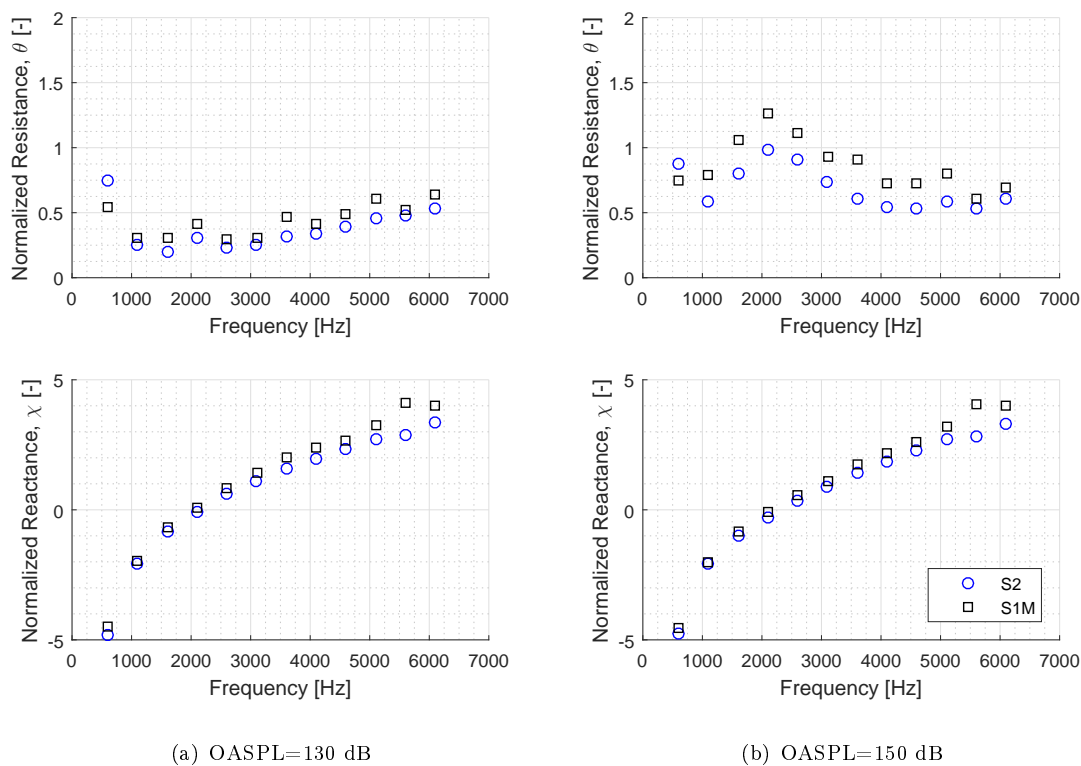 Normalized Resistance, θ [-]
2
1.5
1
0.5
0
0 1000 2000 3000 4000 5000 6000 7000
Frequency [Hz]
Normalized Resistance, θ [-]
2
1.5
1
0.5
0
0 1000 2000 3000 4000 5000 6000 7000
Frequency [Hz]
Normalized Reactance, χ [-]
5
0
-5
0 1000 2000 3000 4000 5000 6000 7000
Frequency [Hz]
Normalized Reactance, χ [-]
5
0
-5
0 1000 2000 3000 4000 5000 6000 7000
Frequency [Hz]
S2
S1M
(a) OASPL=130 dB
(b) OASPL=150 dB